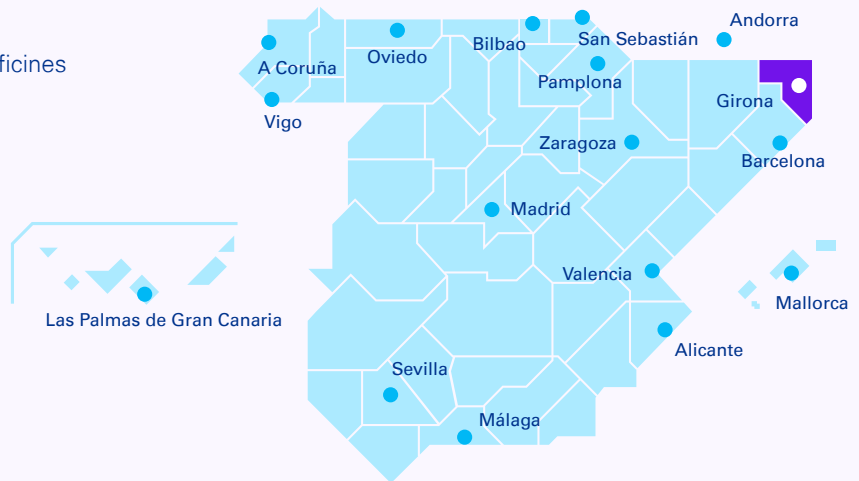 Andorra
San Sebastián
Bilbao
Oviedo
ficines
A Coruña
Pamplona
Girona
Vigo
Zaragoza
Barcelona
Madrid
Valencia
Mallorca
Las Palmas de Gran Canaria
Alicante
Sevilla
Málaga